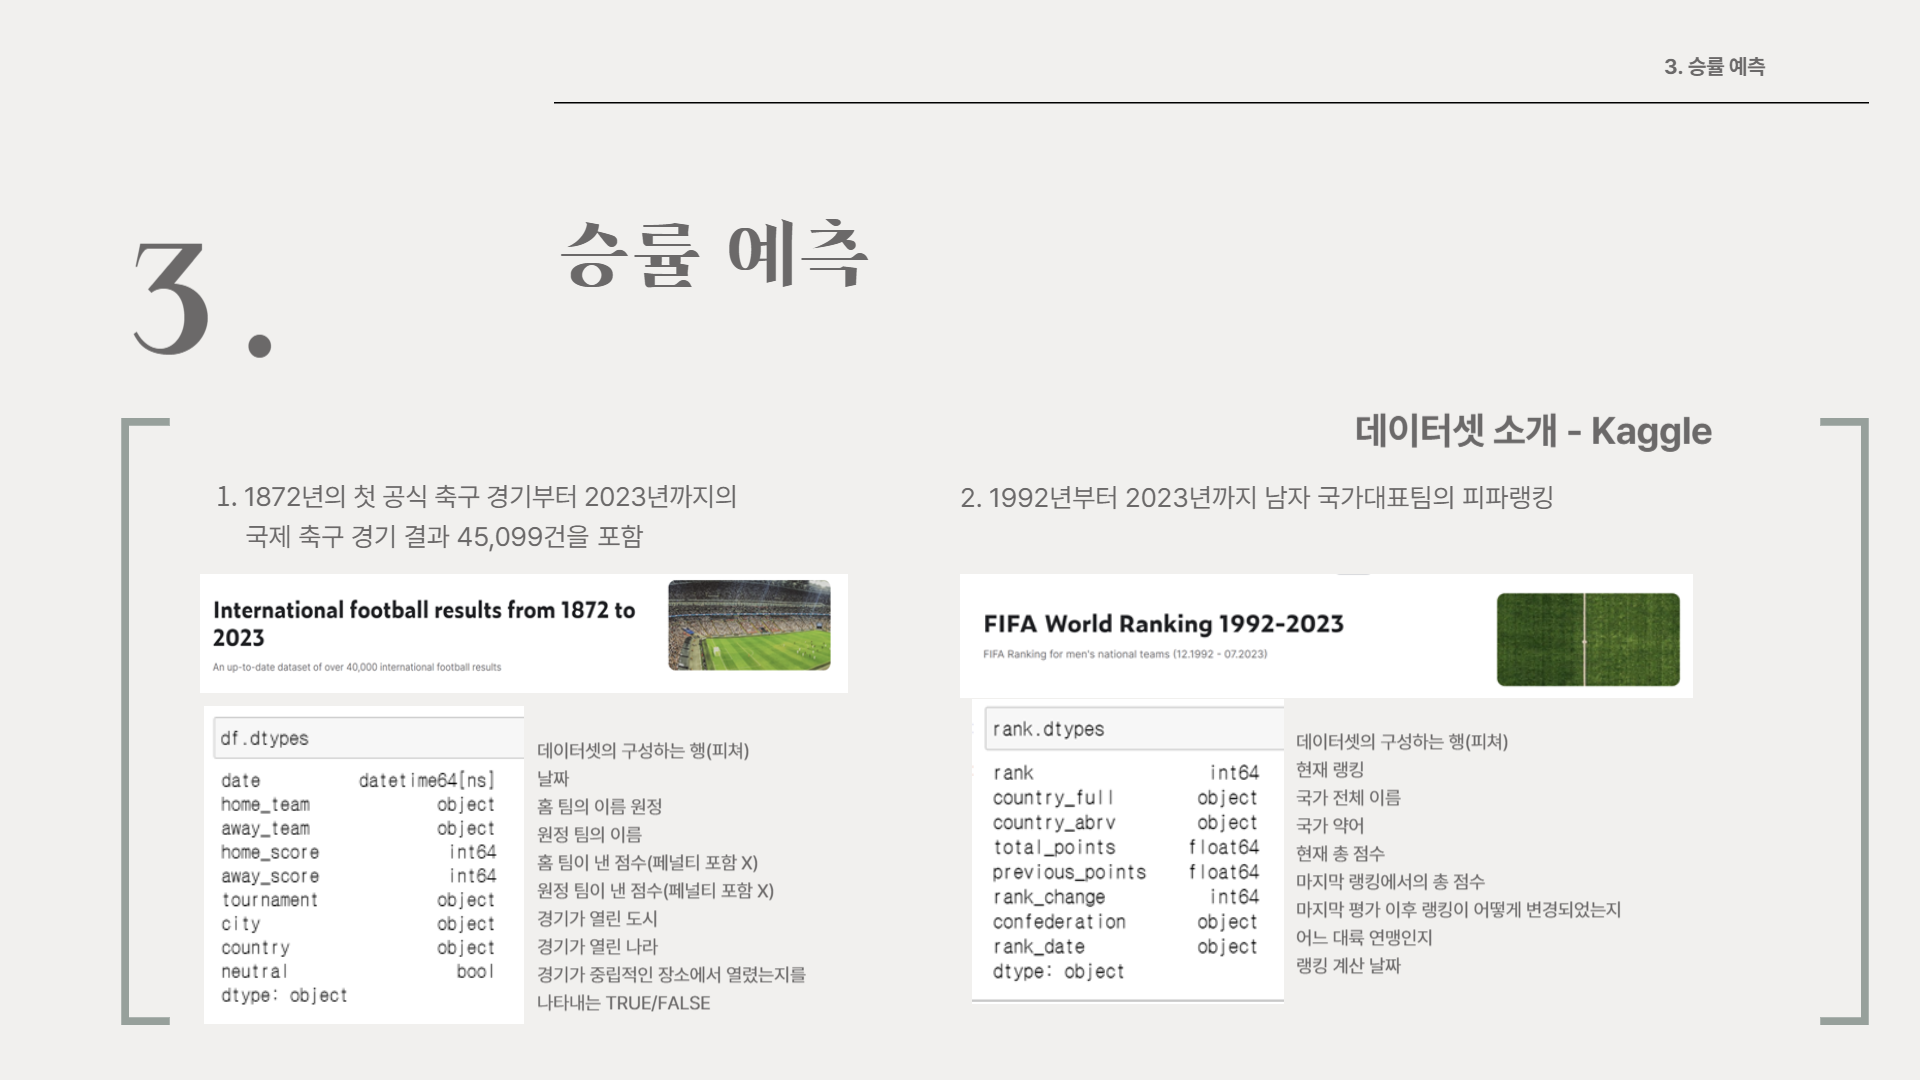 3. 승률 예측
3.
승률 예측
데이터셋 소개 - Kaggle
1. 1872년의 첫 공식 축구 경기부터 2023년까지의
국제 축구 경기 결과 45,099건을 포함
International football results from 1872 to
2023
An up-to-date dataset of over 40,000 international football results
df.dtypes
date datetime64[ns]
home_team object
away_team object
home_score int64
away_score int64
tournament object
city object
country object
neutral bool
dtype: object
데이터셋의 구성하는 행(피쳐)
날짜
홈 팀의 이름 원정
원정 팀의 이름
홈 팀이 낸 점수(페널티 포함 X)
원정 팀이 낸 점수(페널티 포함 X)
경기가 열린 도시
경기가 열린 나라
경기가 중립적인 장소에서 열렸는지를
나타내는 TRUE/FALSE
2. 1992년부터 2023년까지 남자 국가대표팀의 피파랭킹
FIFA World Ranking 1992-2023
FIFA Ranking for men's national teams (12.1992 - 07.2023)
rank.dtypes
rank int64
country_full object
country_abrv object
total_points float64
previous_points float64
rank_change int64
confederation object
rank_date object
dtype: object
데이터셋의 구성하는 행(피쳐)
현재 랭킹
국가 전체 이름
국가 약어
현재 총 점수
마지막 랭킹에서의 총 점수
마지막 평가 이후 랭킹이 어떻게 변경되었는지
어느 대륙 연맹인지
랭킹 계산 날짜